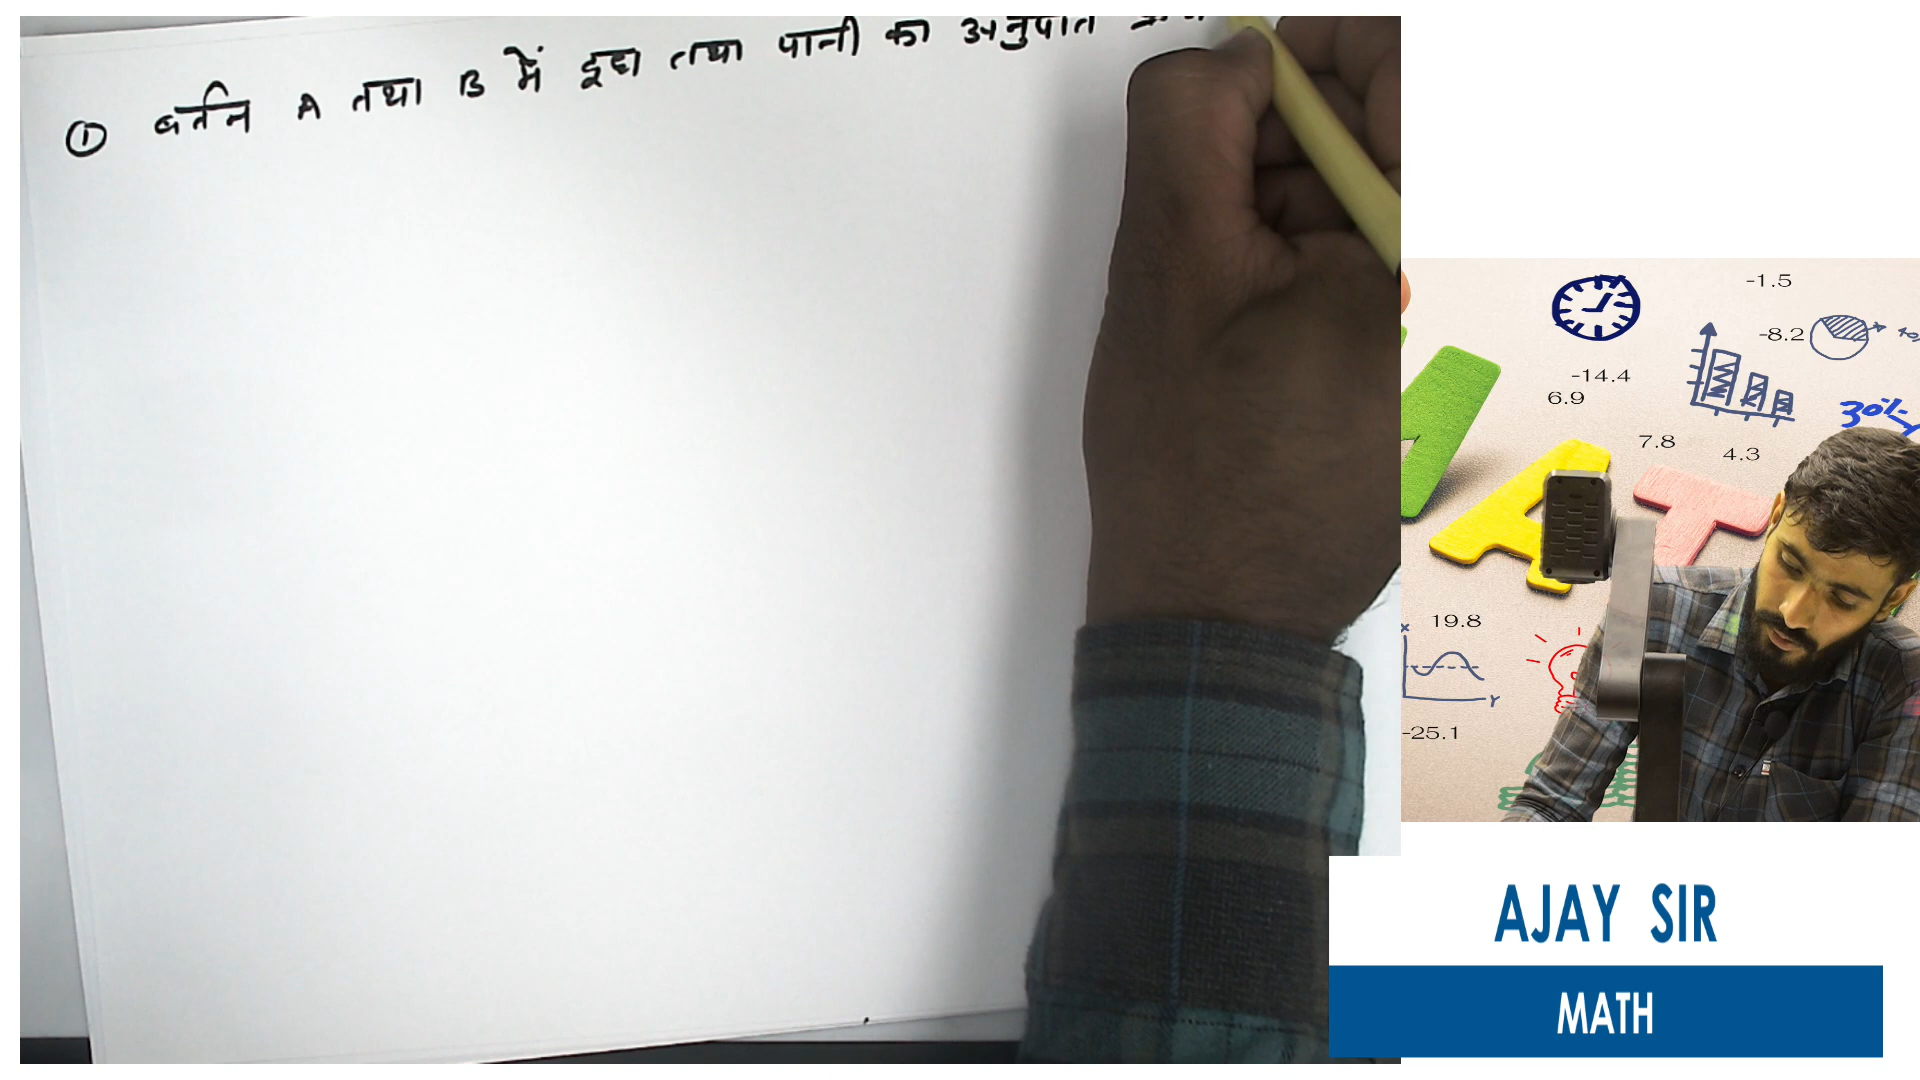 ① बर्तन A तथा B में दूध तथा पानी का अनुपात
-1.5
-8.2
-14.4
6.9
30%
7.8
4.3
19.8
x
Y
-25.1
A
T
AJAY SIR
MATH